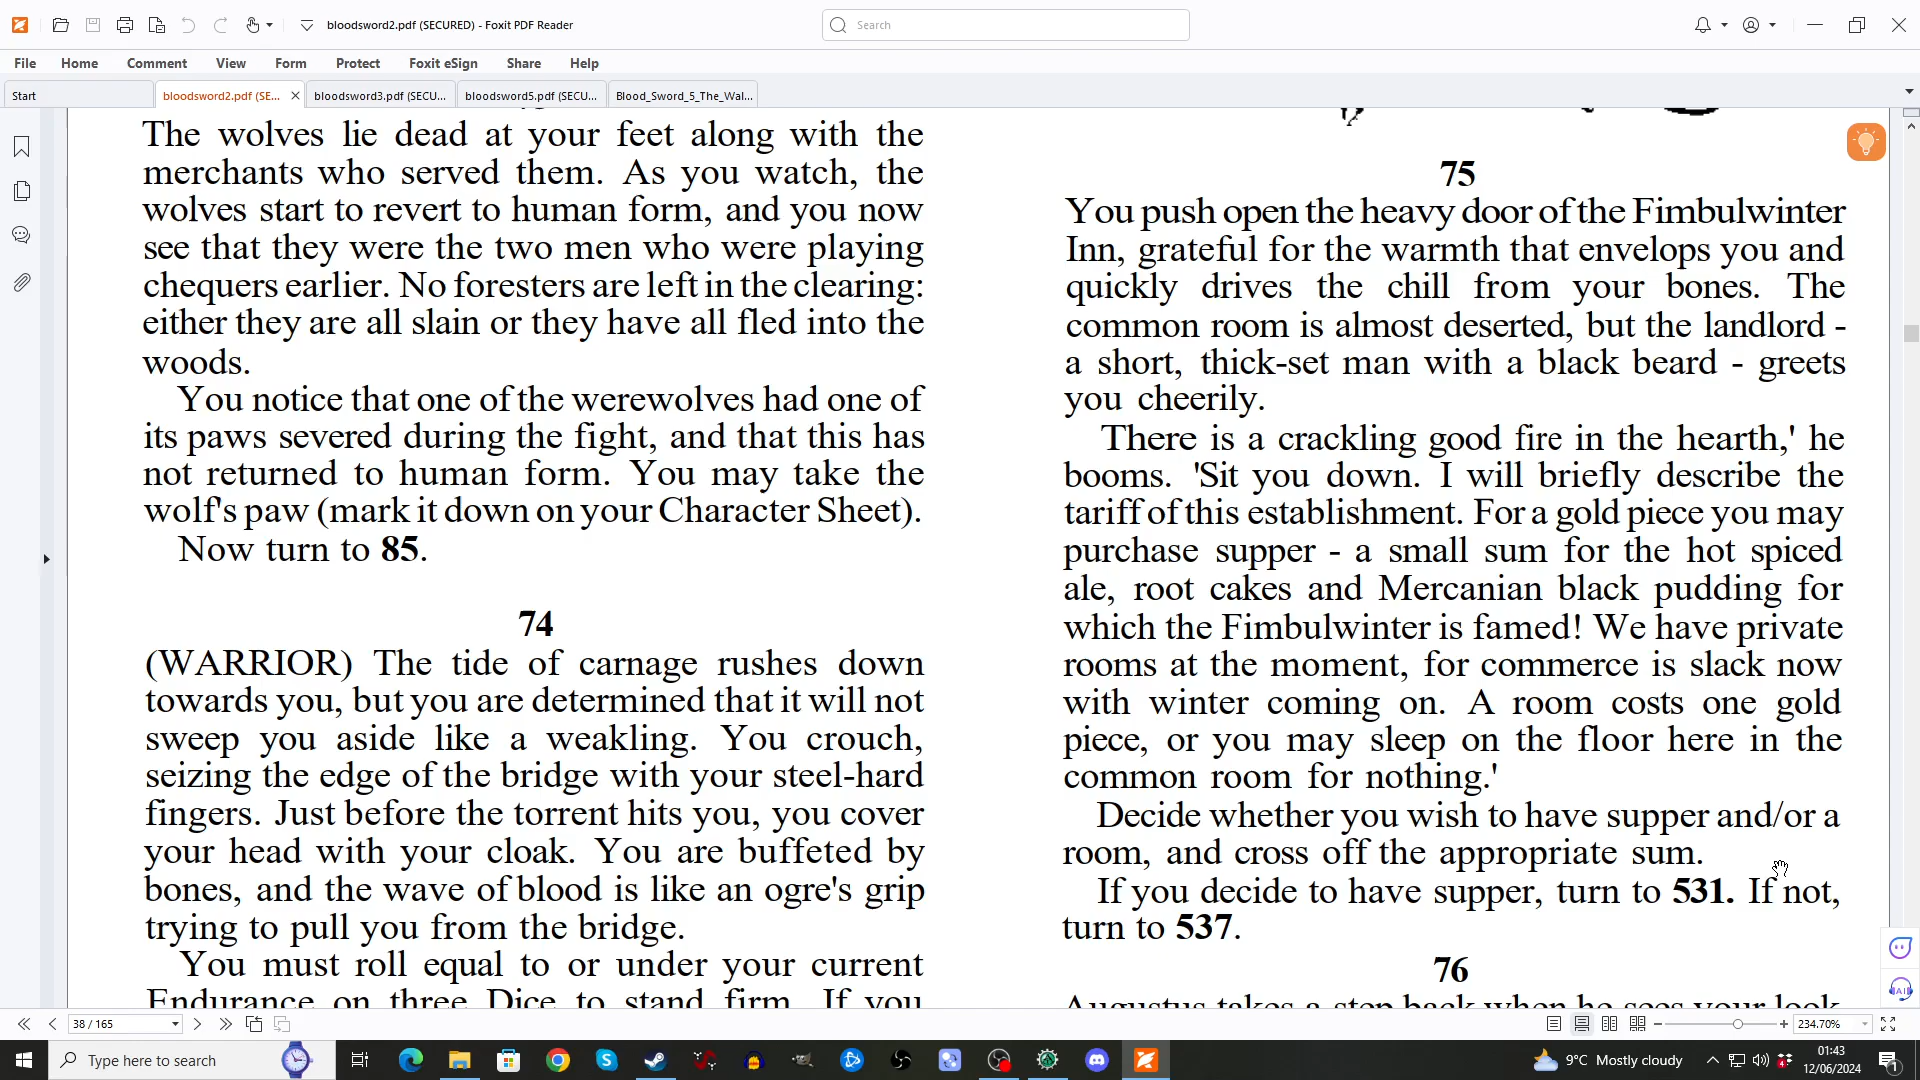 bloodsword2.pdf (SECURED) - Foxit PDF Reader
Search
File Home Comment View Form Protect Foxit eSign Share Help
Start
bloodsword2.pdf (SE...
bloodsword3.pdf (SECU...
bloodsword5.pdf (SECU...
Blood_Sword_5_The_Wal...
The wolves lie dead at your feet along with the
merchants who served them. As you watch, the
wolves start to revert to human form, and you now
see that they were the two men who were playing
chequers earlier. No foresters are left in the clearing:
either they are all slain or they have all fled into the
woods.
You notice that one of the werewolves had one of
its paws severed during the fight, and that this has
not returned to human form. You may take the
wolf's paw (mark it down on your Character Sheet).
Now turn to 85.
74
(WARRIOR) The tide of carnage rushes down
towards you, but you are determined that it will not
sweep you aside like a weakling. You crouch,
seizing the edge of the bridge with your steel-hard
fingers. Just before the torrent hits you, you cover
your head with your cloak. You are buffeted by
bones, and the wave of blood is like an ogre's grip
trying to pull you from the bridge.
You must roll equal to or under your current
Endurance on three Dice to stand firm. If you
75
You push open the heavy door of the Fimbulwinter
Inn, grateful for the warmth that envelops you and
quickly drives the chill from your bones. The
common room is almost deserted, but the landlord -
a short, thick-set man with a black beard - greets
you cheerily.
There is a crackling good fire in the hearth,' he
booms. 'Sit you down. I will briefly describe the
tariff of this establishment. For a gold piece you may
purchase supper - a small sum for the hot spiced
ale, root cakes and Mercanian black pudding for
which the Fimbulwinter is famed! We have private
rooms at the moment, for commerce is slack now
with winter coming on. A room costs one gold
piece, or you may sleep on the floor here in the
common room for nothing.'
Decide whether you wish to have supper and/or a
room, and cross off the appropriate sum.
If you decide to have supper, turn to 531. If not,
turn to 537.
76
Augustus takes a step back when he sees your look
38 / 165
234.70%
Type here to search
9°C Mostly cloudy
01:43
12/06/2024